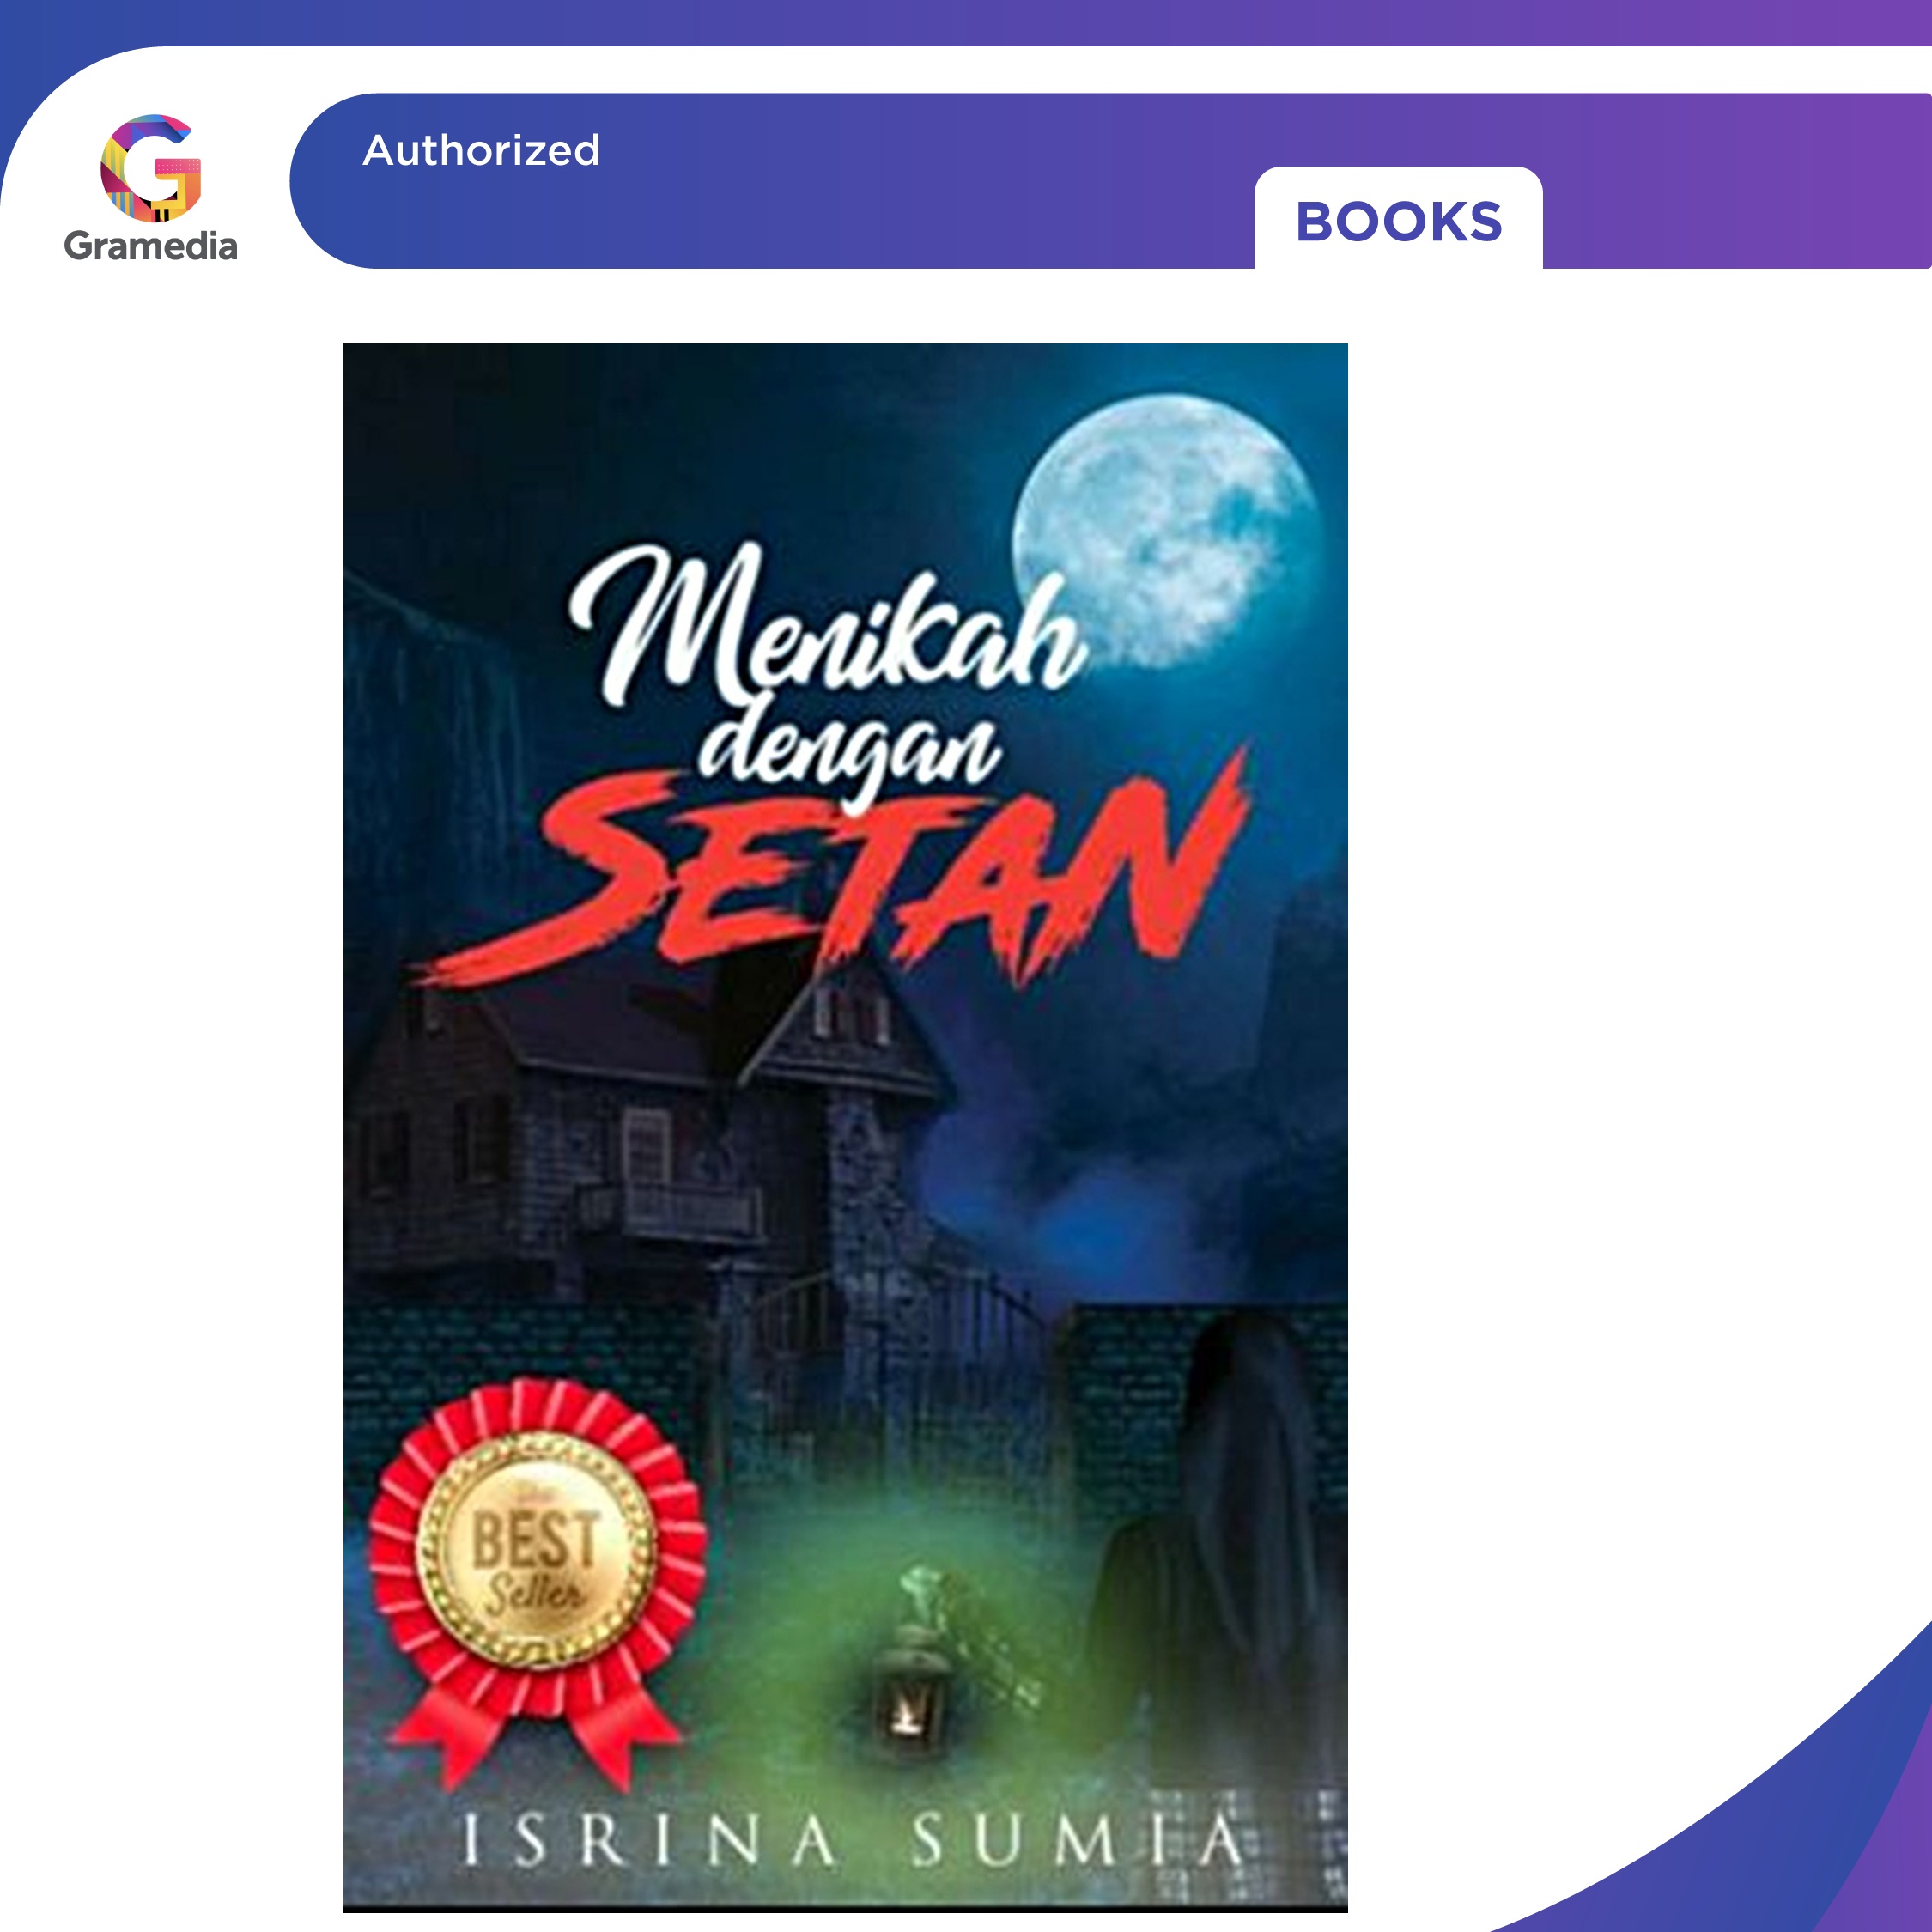 Authorized
Gramedia
BOOKS
Menikah
dengan
SETAN
BEST
Seller
ISRINA SUMIA